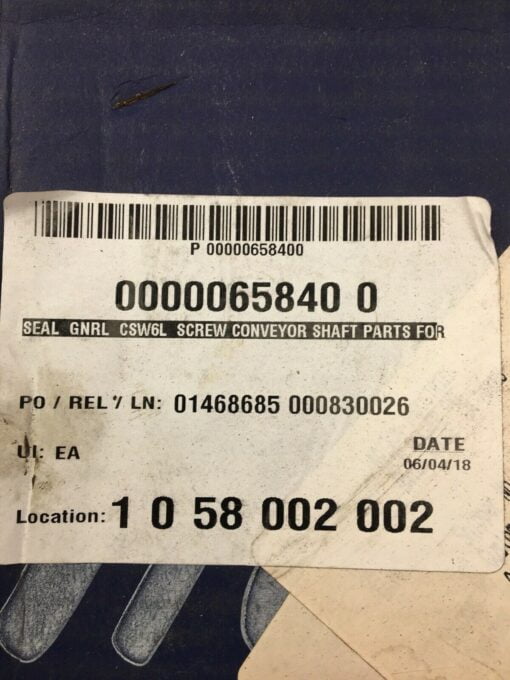 P 00000658400
0000065840 0
SEAL GNRL CSW6L SCREW CONVEYOR SHAFT PARTS FOR
PO / REL / LN: 01468685 000830026
UI: EA
DATE
06/04/18
Location: 1 0 58 002 002